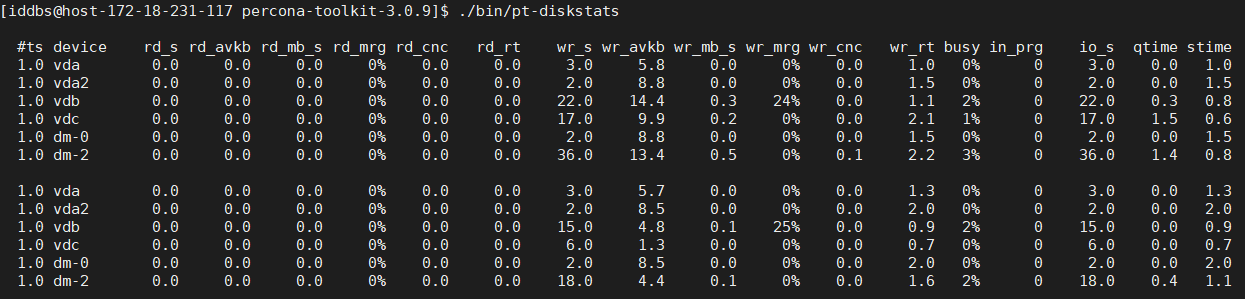 [iddbs@host-172-18-231-117 percona-toolkit-3.0.9]$ ./bin/pt-diskstats
#ts device rd_s rd_avkb rd_mb_s rd_mrg rd_cnc rd_rt wr_s wr_avkb wr_mb_s wr_mrg wr_cnc wr_rt busy in_prg io_s qtime stime
1.0 vda 0.0 0.0 0.0 0% 0.0 0.0 3.0 5.8 0.0 0% 0.0 1.0 0% 0 3.0 0.0 1.0
1.0 vda2 0.0 0.0 0.0 0% 0.0 0.0 2.0 8.8 0.0 0% 0.0 1.5 0% 0 2.0 0.0 1.5
1.0 vdb 0.0 0.0 0.0 0% 0.0 0.0 22.0 14.4 0.3 24% 0.0 1.1 2% 0 22.0 0.3 0.8
1.0 vdc 0.0 0.0 0.0 0% 0.0 0.0 17.0 9.9 0.2 0% 0.0 2.1 1% 0 17.0 1.5 0.6
1.0 dm-0 0.0 0.0 0.0 0% 0.0 0.0 2.0 8.8 0.0 0% 0.0 1.5 0% 0 2.0 0.0 1.5
1.0 dm-2 0.0 0.0 0.0 0% 0.0 0.0 36.0 13.4 0.5 0% 0.1 2.2 3% 0 36.0 1.4 0.8
1.0 vda 0.0 0.0 0.0 0% 0.0 0.0 3.0 5.7 0.0 0% 0.0 1.3 0% 0 3.0 0.0 1.3
1.0 vda2 0.0 0.0 0.0 0% 0.0 0.0 2.0 8.5 0.0 0% 0.0 2.0 0% 0 2.0 0.0 2.0
1.0 vdb 0.0 0.0 0.0 0% 0.0 0.0 15.0 4.8 0.1 25% 0.0 0.9 2% 0 15.0 0.0 0.9
1.0 vdc 0.0 0.0 0.0 0% 0.0 0.0 6.0 1.3 0.0 0% 0.0 0.7 0% 0 6.0 0.0 0.7
1.0 dm-0 0.0 0.0 0.0 0% 0.0 0.0 2.0 8.5 0.0 0% 0.0 2.0 0% 0 2.0 0.0 2.0
1.0 dm-2 0.0 0.0 0.0 0% 0.0 0.0 18.0 4.4 0.1 0% 0.0 1.6 2% 0 18.0 0.4 1.1